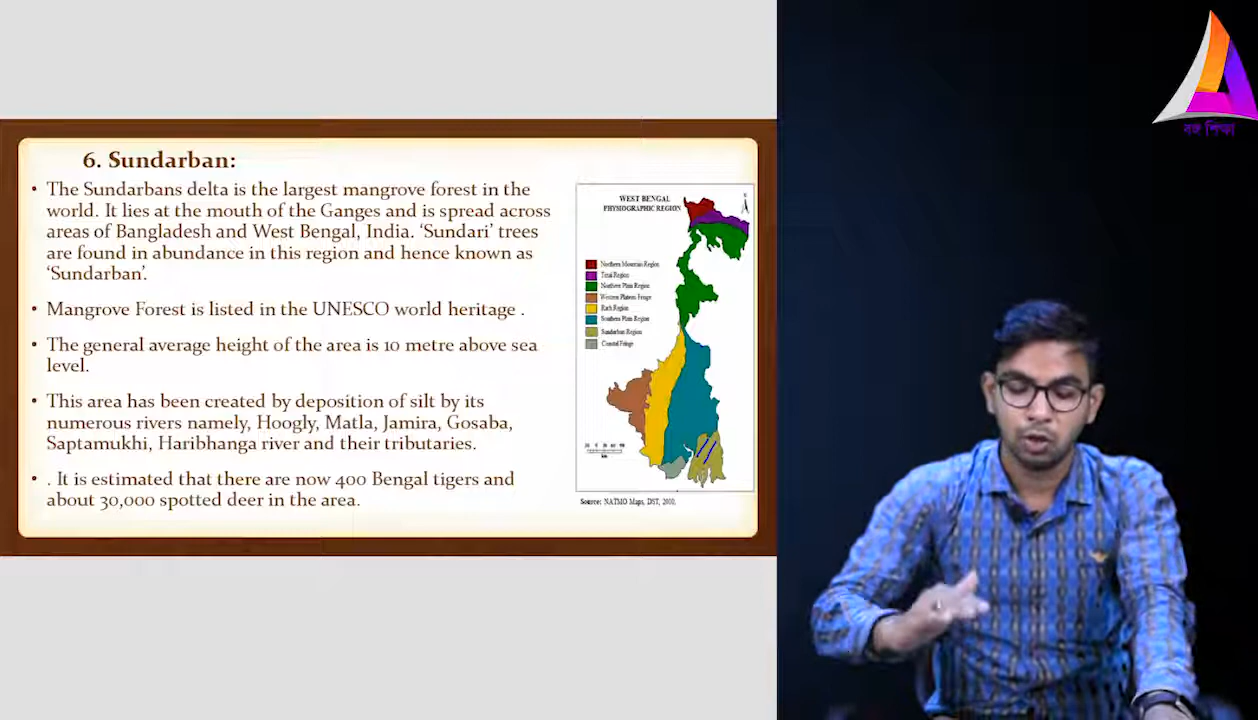 6. Sundarban:
• The Sundarbans delta is the largest mangrove forest in the
world. It lies at the mouth of the Ganges and is spread across
areas of Bangladesh and West Bengal, India. ‘Sundari’ trees
are found in abundance in this region and hence known as
‘Sundarban’.
• Mangrove Forest is listed in the UNESCO world heritage .
• The general average height of the area is 10 metre above sea
level.
• This area has been created by deposition of silt by its
numerous rivers namely, Hoogly, Matla, Jamira, Gosaba,
Saptamukhi, Haribhanga river and their tributaries.
• . It is estimated that there are now 400 Bengal tigers and
about 30,000 spotted deer in the area.
WEST BENGAL
PHYSIOGRAPHIC REGION
N
Northern Mountain Region
Terai Region
Northern Plain Region
Western Plateau Fringe
Rarh Region
Southern Plain Region
Sundarban Region
Coastal Fringe
km
Source: NATMO Maps, DST, 2000.
বঙ্গ শিক্ষা